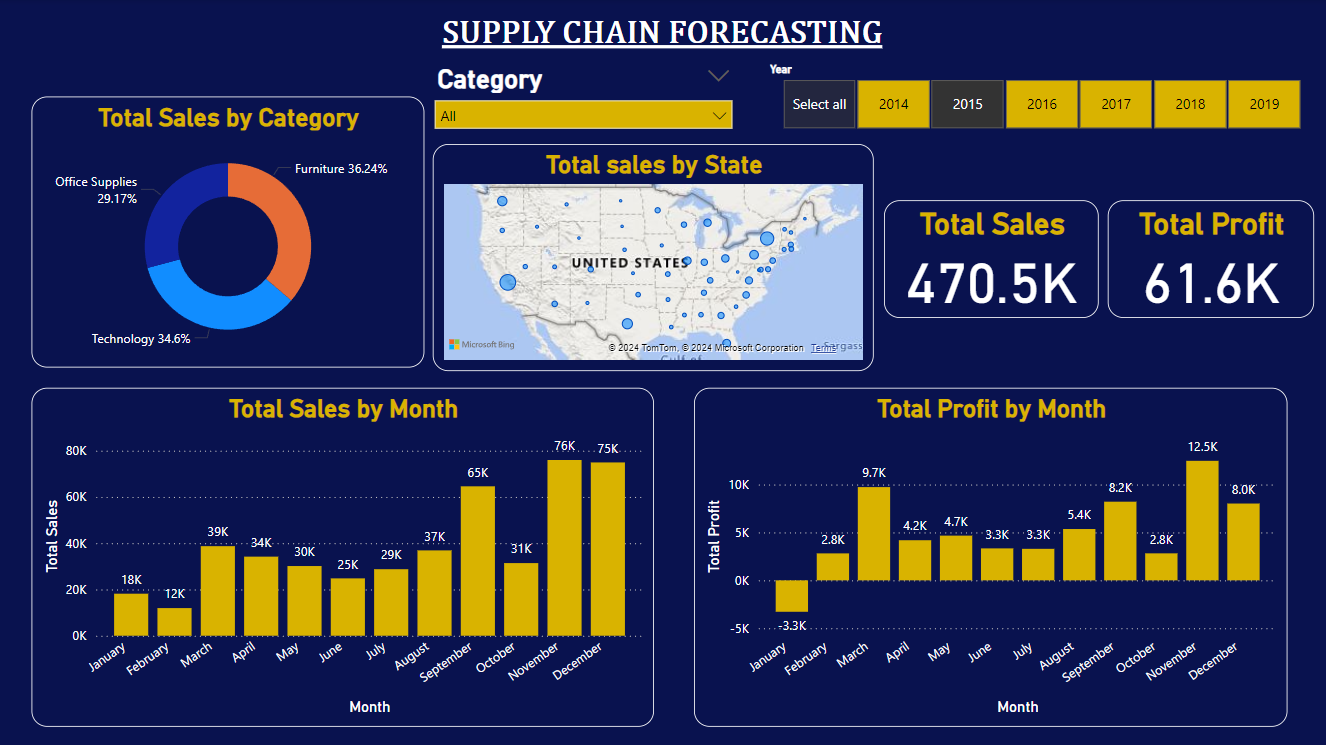 SUPPLY CHAIN FORECASTING
Category
All
Year
Select all
2014
2015
2016
2017
2018
2019
Total Sales by Category
Furniture 36.24%
Office Supplies
29.17%
Technology 34.6%
Total sales by State
UNITED STATES
Microsoft Bing
© 2024 TomTom, © 2024 Microsoft Corporation Terms
Gulf of
Sargass
Total Sales
470.5K
Total Profit
61.6K
Total Sales by Month
Total Sales
80K
60K
40K
20K
0K
18K
12K
39K
34K
30K
25K
29K
37K
65K
31K
76K
75K
January
February
March
April
May
June
July
August
September
October
November
December
Month
Total Profit by Month
Total Profit
10K
5K
0K
-5K
-3.3K
2.8K
9.7K
4.2K
4.7K
3.3K
3.3K
5.4K
8.2K
2.8K
12.5K
8.0K
January
February
March
April
May
June
July
August
September
October
November
December
Month